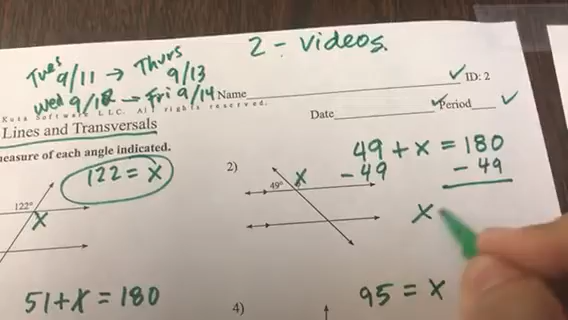 2 - Videos.
Tues 9/11 → Thurs 9/13
Wed 9/12 → Fri 9/14
Name ID: 2
Kuta Software LLC. All rights reserved.
Date Period
Lines and Transversals
measure of each angle indicated.
122 = x
122°
x
2)
49°
x
49 + x = 180
- 49 - 49
x
51 + x = 180
4)
95 = x